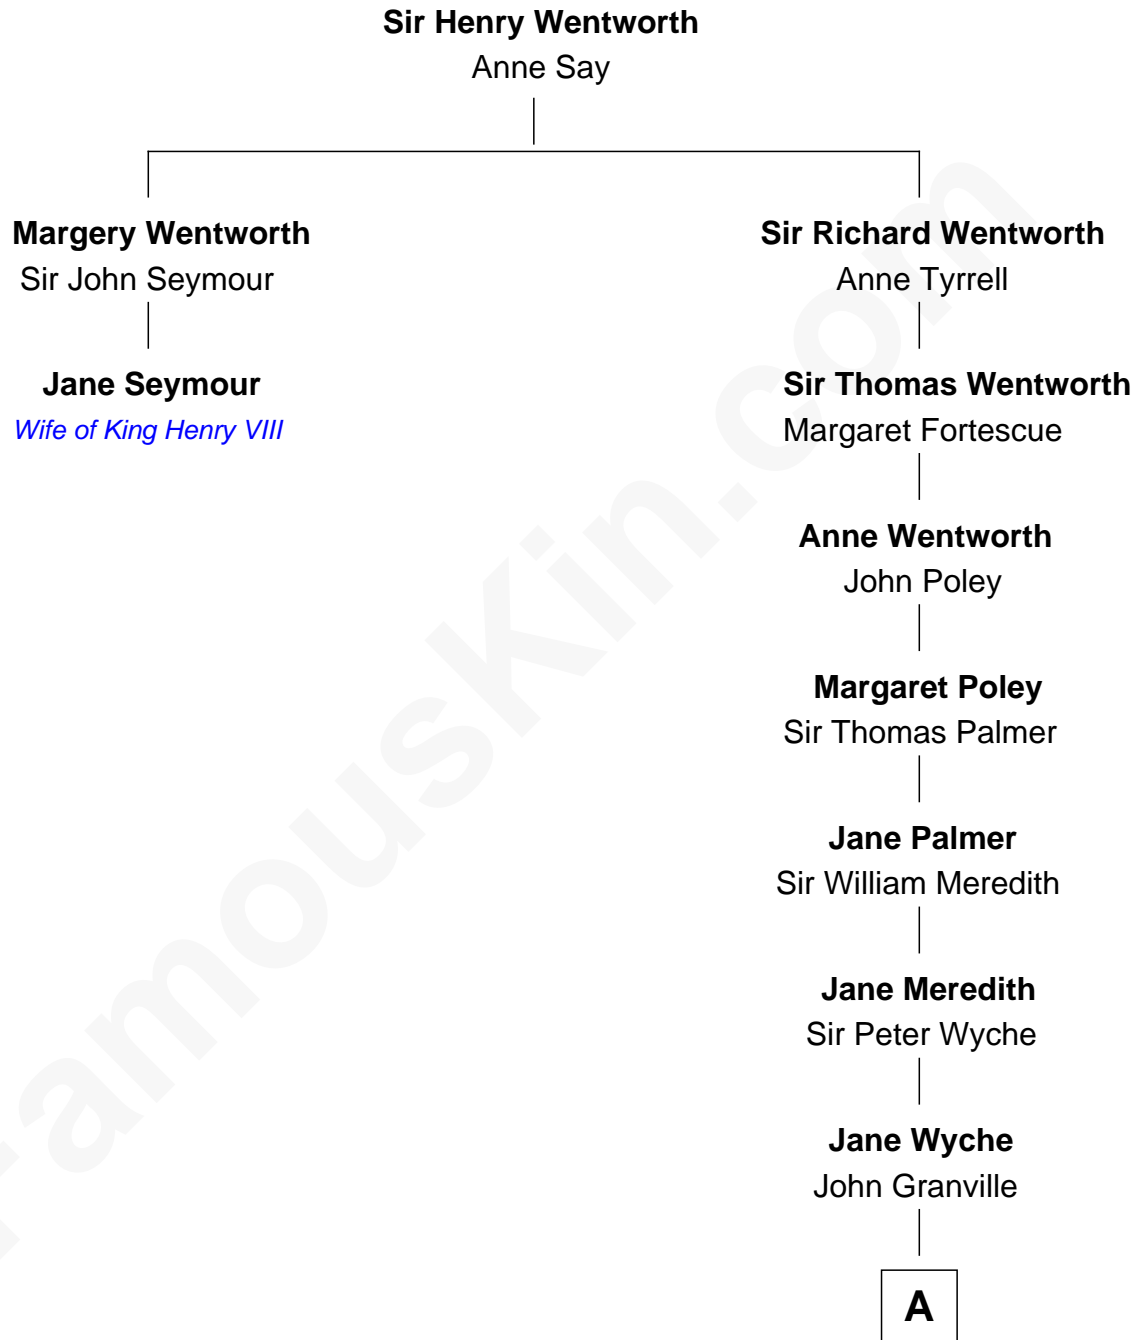 Sir Henry Wentworth
Anne Say
Margery Wentworth
Sir John Seymour
Jane Seymour
Wife of King Henry VIII
Sir Richard Wentworth
Anne Tyrrell
Sir Thomas Wentworth
Margaret Fortescue
Anne Wentworth
John Poley
Margaret Poley
Sir Thomas Palmer
Jane Palmer
Sir William Meredith
Jane Meredith
Sir Peter Wyche
Jane Wyche
John Granville
A
FamousKin.com